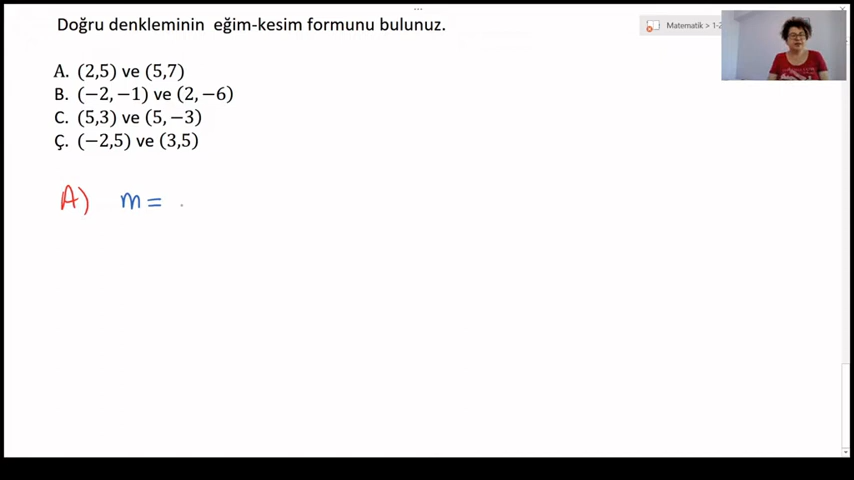 Doğru denkleminin eğim-kesim formunu bulunuz.
Matematik > 1-2
A. (2,5) ve (5,7)
B. (−2, −1) ve (2, −6)
C. (5,3) ve (5, −3)
Ç. (−2,5) ve (3,5)
A) m =